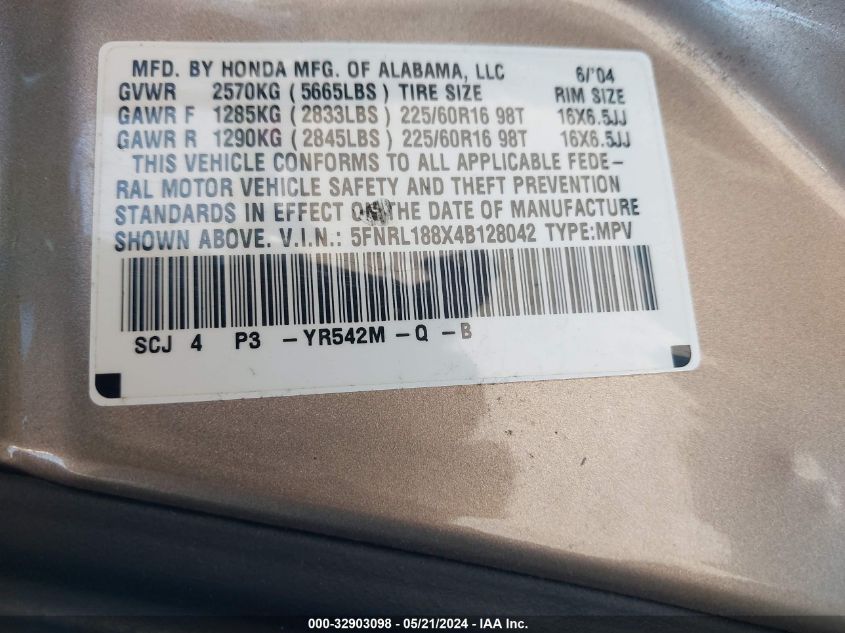 MFD. BY HONDA MFG. OF ALABAMA, LLC 6/'04
GVWR 2570KG (5665LBS) TIRE SIZE RIM SIZE
GAWR F 1285KG (2833LBS) 225/60R16 98T 16X6.5JJ
GAWR R 1290KG (2845LBS) 225/60R16 98T 16X6.5JJ
THIS VEHICLE CONFORMS TO ALL APPLICABLE FEDE-
RAL MOTOR VEHICLE SAFETY AND THEFT PREVENTION
STANDARDS IN EFFECT ON THE DATE OF MANUFACTURE
SHOWN ABOVE. V.I.N.: 5FNRL188X4B128042 TYPE:MPV
SCJ 4 P3 -YR542M -Q -B
000-32903098 - 05/21/2024 - IAA Inc.